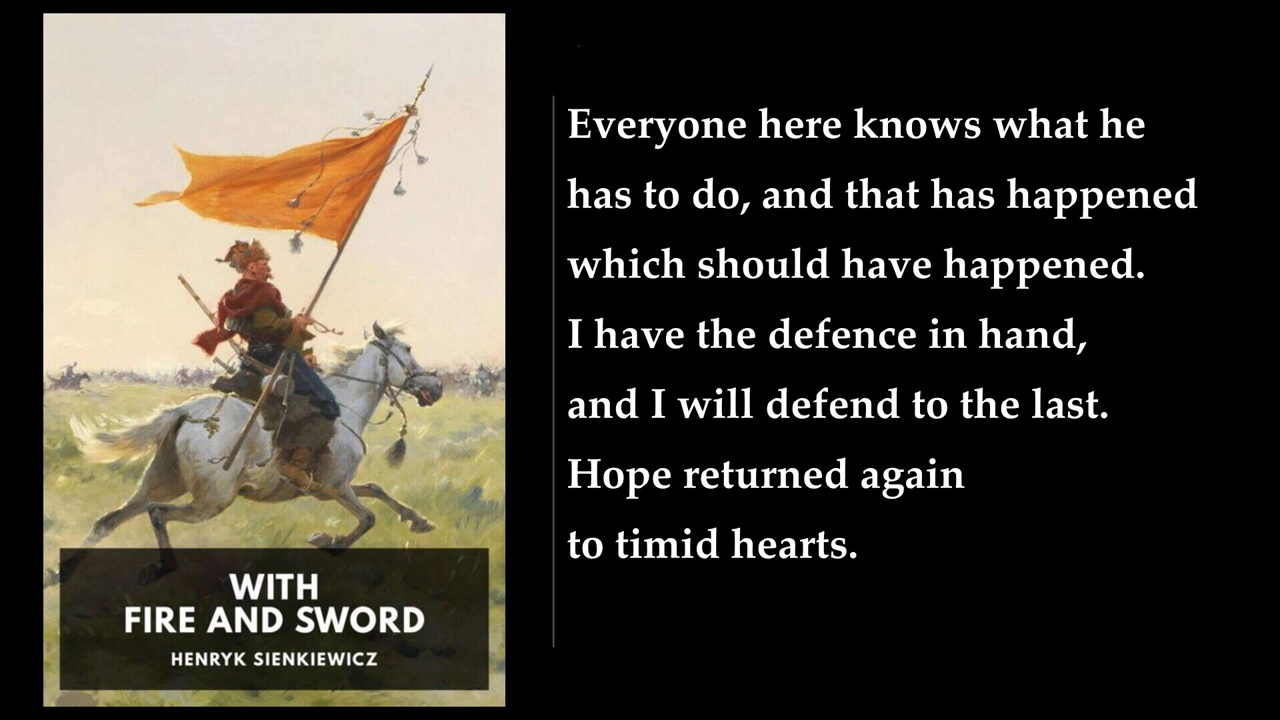 WITH
FIRE AND SWORD
HENRYK SIENKIEWICZ
Everyone here knows what he
has to do, and that has happened
which should have happened.
I have the defence in hand,
and I will defend to the last.
Hope returned again
to timid hearts.